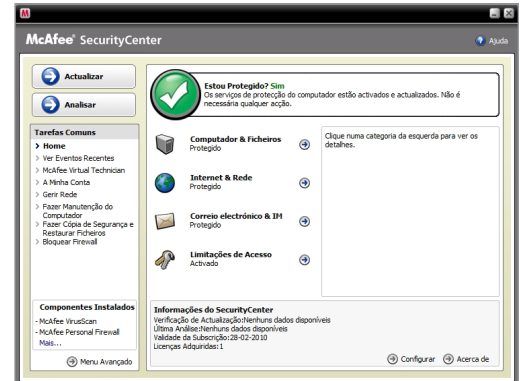 McAfee® SecurityCenter
Ajuda
Actualizar
Analisar
Estou Protegido? Sim
Os serviços de protecção do computador estão activados e actualizados. Não é
necessária qualquer acção.
Tarefas Comuns
Home
Ver Eventos Recentes
McAfee Virtual Technician
A Minha Conta
Gerir Rede
Fazer Manutenção do
Computador
Fazer Cópia de Segurança e
Restaurar Ficheiros
Bloquear Firewall
Computador & Ficheiros
Protegido
Internet & Rede
Protegido
Correio electrónico & IM
Protegido
Limitações de Acesso
Activado
Clique numa categoria da esquerda para ver os
detalhes.
Componentes Instalados
- McAfee VirusScan
- McAfee Personal Firewall
Mais...
Menu Avançado
Informações do SecurityCenter
Verificação de Actualização:Nenhuns dados disponíveis
Última Análise:Nenhuns dados disponíveis
Validade da Subscrição:28-02-2010
Licenças Adquiridas:1
Configurar
Acerca de